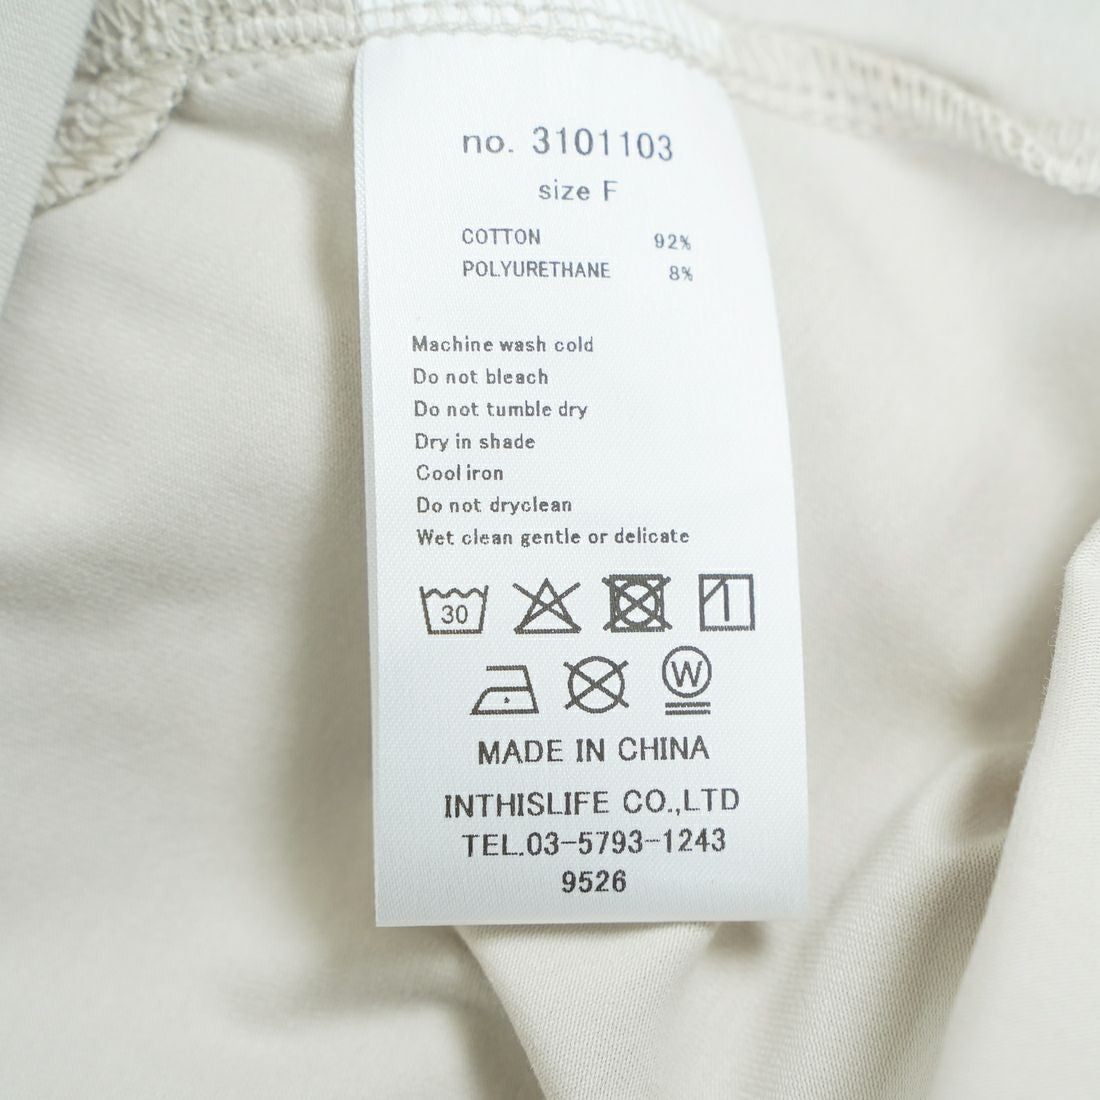 no. 3101103
size F
COTTON 92%
POLYURETHANE 8%
Machine wash cold
Do not bleach
Do not tumble dry
Dry in shade
Cool iron
Do not dryclean
Wet clean gentle or delicate
30
W
MADE IN CHINA
INTHISLIFE CO.,LTD
TEL.03-5793-1243
9526